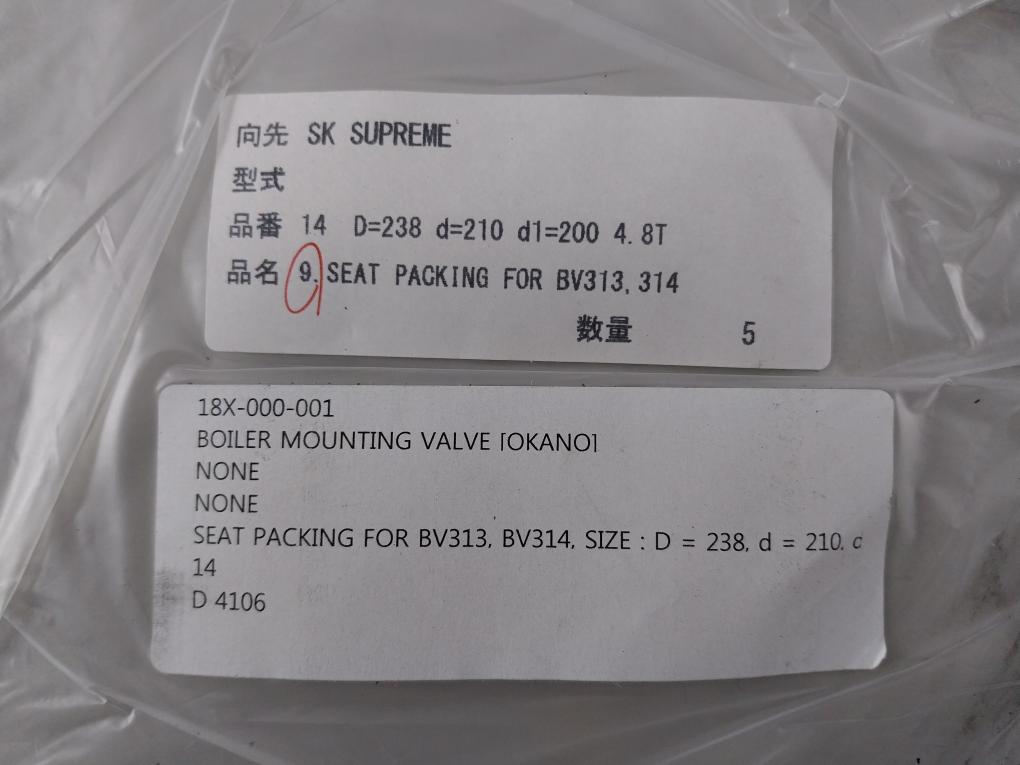 向先 SK SUPREME
型式
品番 14 D=238 d=210 d1=200 4.8T
品名 9. SEAT PACKING FOR BV313, 314
数量 5
18X-000-001
BOILER MOUNTING VALVE [OKANO]
NONE
NONE
SEAT PACKING FOR BV313, BV314, SIZE : D = 238, d = 210, d
14
D 4106